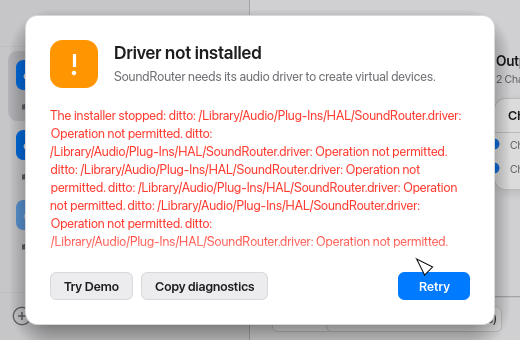 Driver not installed
SoundRouter needs its audio driver to create virtual devices.
The installer stopped: ditto: /Library/Audio/Plug-Ins/HAL/SoundRouter.driver:
Operation not permitted. ditto:
/Library/Audio/Plug-Ins/HAL/SoundRouter.driver: Operation not permitted.
ditto: /Library/Audio/Plug-Ins/HAL/SoundRouter.driver: Operation not
permitted. ditto: /Library/Audio/Plug-Ins/HAL/SoundRouter.driver: Operation
not permitted. ditto: /Library/Audio/Plug-Ins/HAL/SoundRouter.driver:
Operation not permitted. ditto:
/Library/Audio/Plug-Ins/HAL/SoundRouter.driver: Operation not permitted.
Try Demo
Copy diagnostics
Retry
2